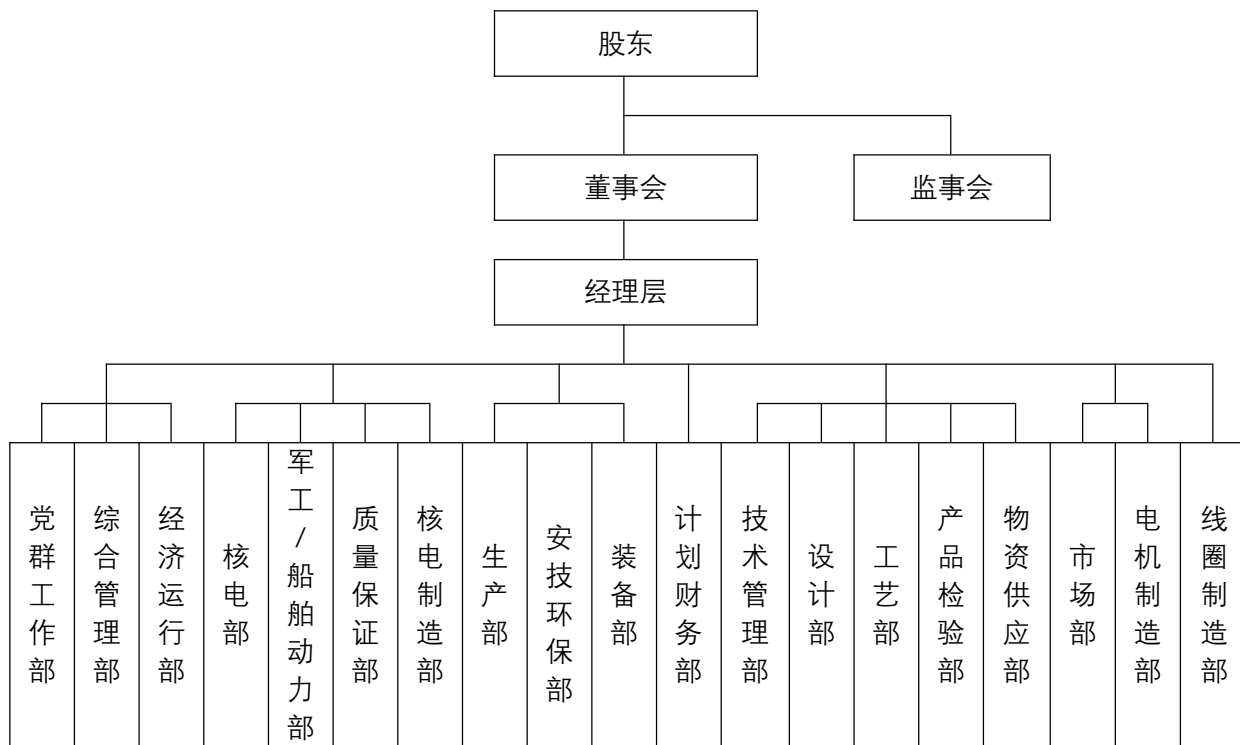 股东
董事会
监事会
经理层
党群工作部
综合管理部
经济运行部
核电部
军工/船舶动力部
质量保证部
核电制造部
生产部
安技环保部
装备部
计划财务部
技术管理部
设计部
工艺部
产品检验部
物资供应部
市场部
电机制造部
线圈制造部